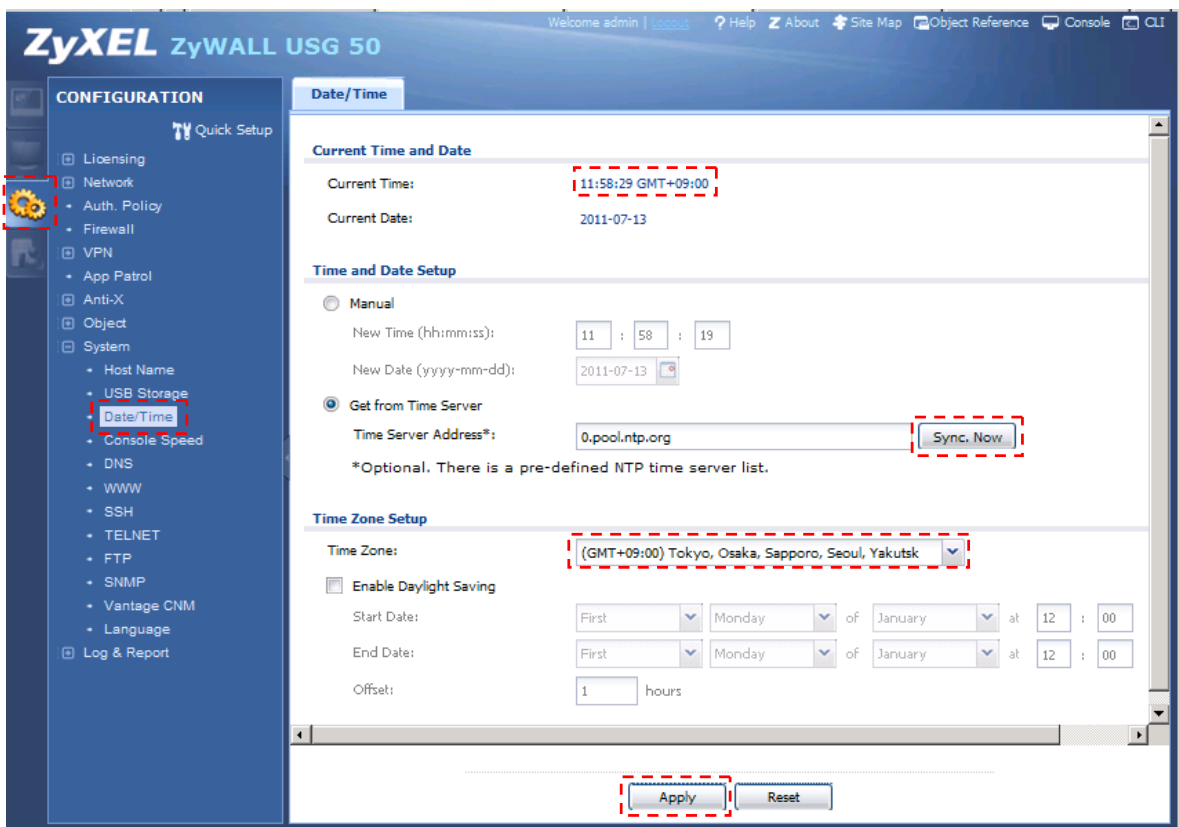 Welcome admin | Logout ? Help Z About Site Map Object Reference Console CLI
ZyXEL ZyWALL USG 50
CONFIGURATION
Quick Setup
Licensing
Network
Auth. Policy
Firewall
VPN
App Patrol
Anti-X
Object
System
Host Name
USB Storage
Date/Time
Console Speed
DNS
WWW
SSH
TELNET
FTP
SNMP
Vantage CNM
Language
Log & Report
Date/Time
Current Time and Date
Current Time: 11:58:29 GMT+09:00
Current Date: 2011-07-13
Time and Date Setup
Manual
New Time (hh:mm:ss): 11 : 58 : 19
New Date (yyyy-mm-dd): 2011-07-13
Get from Time Server
Time Server Address*: 0.pool.ntp.org Sync. Now
*Optional. There is a pre-defined NTP time server list.
Time Zone Setup
Time Zone: (GMT+09:00) Tokyo, Osaka, Sapporo, Seoul, Yakutsk
Enable Daylight Saving
Start Date: First Monday of January at 12 : 00
End Date: First Monday of January at 12 : 00
Offset: 1 hours
Apply Reset